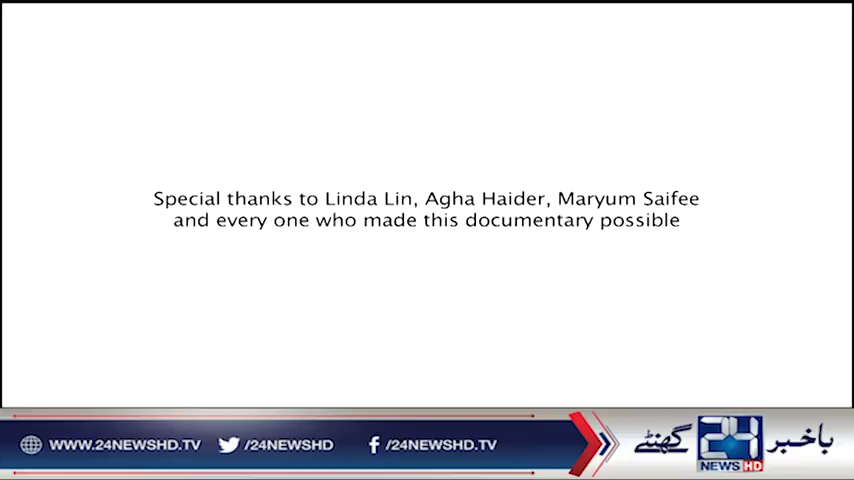 Special thanks to Linda Lin, Agha Haider, Maryum Saifee
and every one who made this documentary possible
WWW.24NEWSHD.TV /24NEWSHD /24NEWSHD.TV
باخبر 24 گھنٹے
NEWS HD